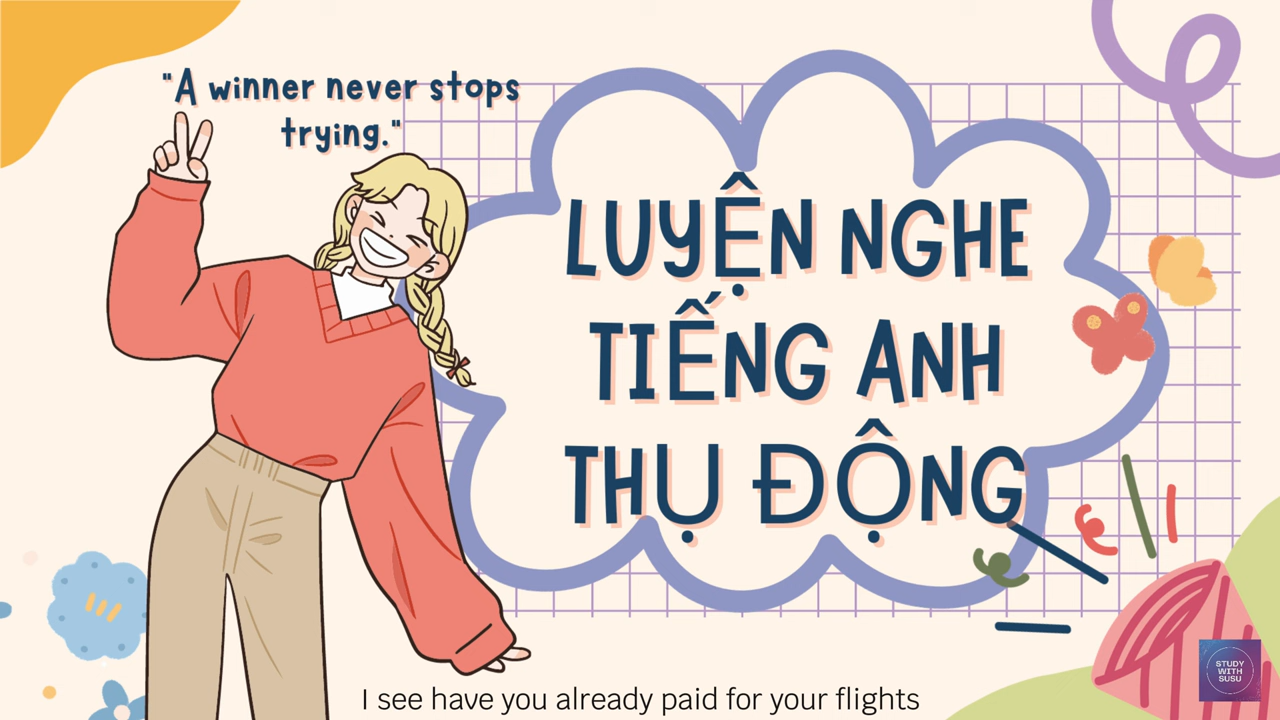 "A winner never stops
trying."
LUYỆN NGHE
TIẾNG ANH
THỤ ĐỘNG
STUDY
WITH
SUSU
I see have you already paid for your flights